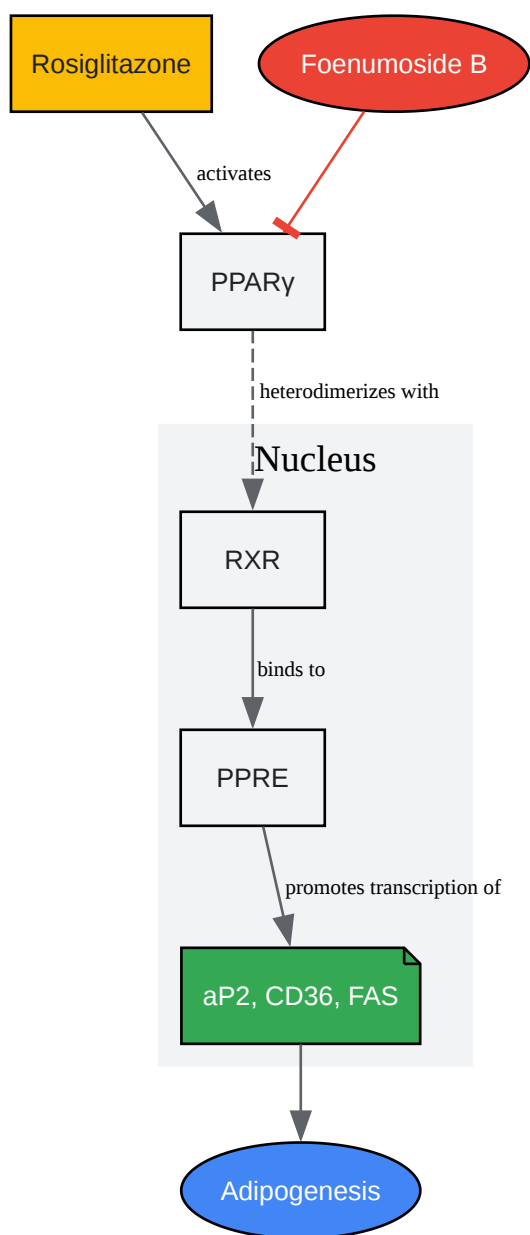 Rosiglitazone
Foenumoside B
activates
PPARγ
heterodimerizes with
Nucleus
RXR
binds to
PPRE
promotes transcription of
aP2, CD36, FAS
Adipogenesis